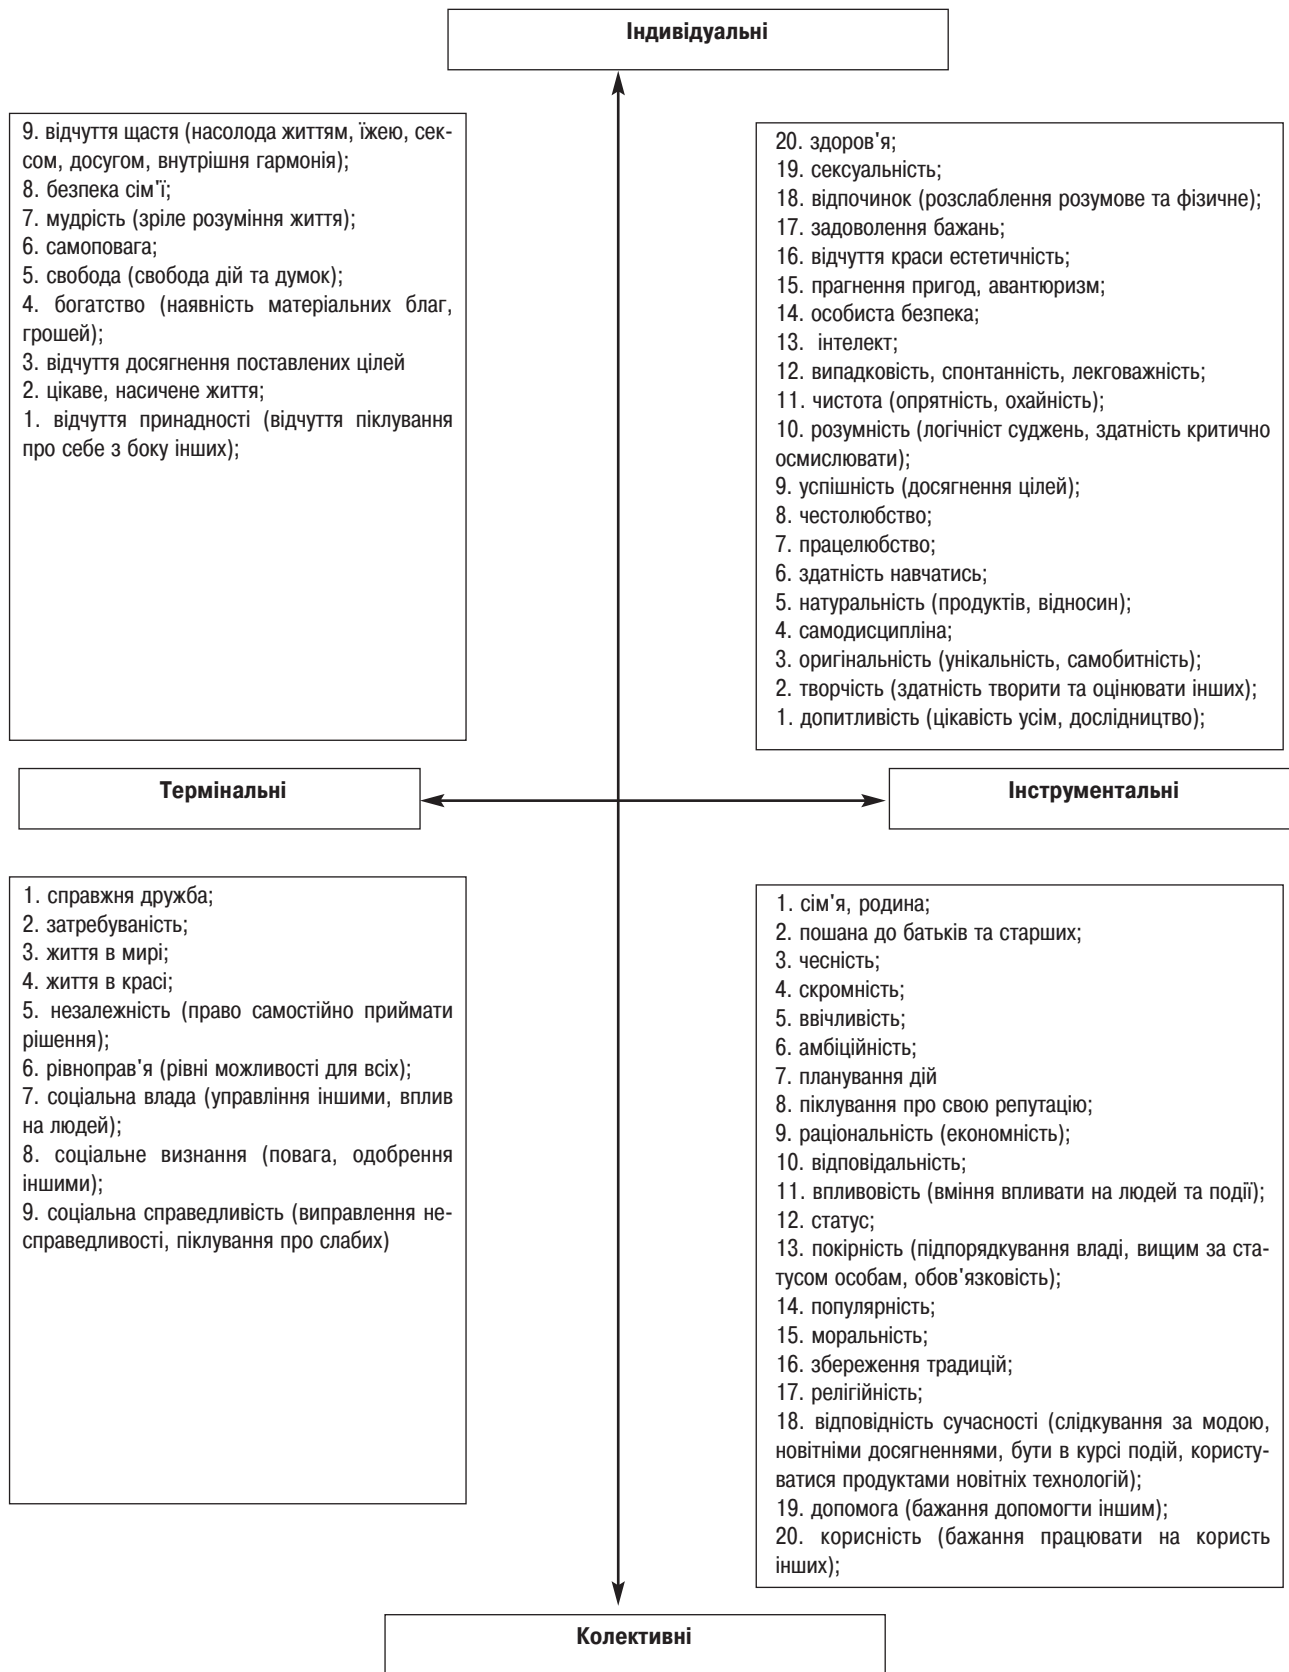 Індивідуальні
9. відчуття щастя (насолода життям, їжею, сек-
сом, досугом, внутрішня гармонія);
8. безпека сім'ї;
7. мудрість (зріле розуміння життя);
6. самоповага;
5. свобода (свобода дій та думок);
4. богатство (наявність матеріальних благ,
грошей);
3. відчуття досягнення поставлених цілей
2. цікаве, насичене життя;
1. відчуття принадності (відчуття піклування
про себе з боку інших);
20. здоров'я;
19. сексуальність;
18. відпочинок (розслаблення розумове та фізичне);
17. задоволення бажань;
16. відчуття краси естетичність;
15. прагнення пригод, авантюризм;
14. особиста безпека;
13. інтелект;
12. випадковість, спонтанність, лекговажність;
11. чистота (опрятність, охайність);
10. розумність (логічніст суджень, здатність критично
осмислювати);
9. успішність (досягнення цілей);
8. честолюбство;
7. працелюбство;
6. здатність навчатись;
5. натуральність (продуктів, відносин);
4. самодисципліна;
3. оригінальність (унікальність, самобитність);
2. творчість (здатність творити та оцінювати інших);
1. допитливість (цікавість усім, дослідництво);
Термінальні
Інструментальні
1. справжня дружба;
2. затребуваність;
3. життя в мирі;
4. життя в красі;
5. незалежність (право самостійно приймати
рішення);
6. рівноправ'я (рівні можливості для всіх);
7. соціальна влада (управління іншими, вплив
на людей);
8. соціальне визнання (повага, одобрення
іншими);
9. соціальна справедливість (виправлення не-
справедливості, піклування про слабих)
1. сім'я, родина;
2. пошана до батьків та старших;
3. чесність;
4. скромність;
5. ввічливість;
6. амбіційність;
7. планування дій
8. піклування про свою репутацію;
9. раціональність (економність);
10. відповідальність;
11. впливовість (вміння впливати на людей та події);
12. статус;
13. покірність (підпорядкування владі, вищим за ста-
тусом особам, обов'язковість);
14. популярність;
15. моральність;
16. збереження традицій;
17. релігійність;
18. відповідність сучасності (слідкування за модою,
новітніми досягненнями, бути в курсі подій, користу-
ватися продуктами новітніх технологій);
19. допомога (бажання допомогти іншим);
20. корисність (бажання працювати на користь
інших);
Колективні